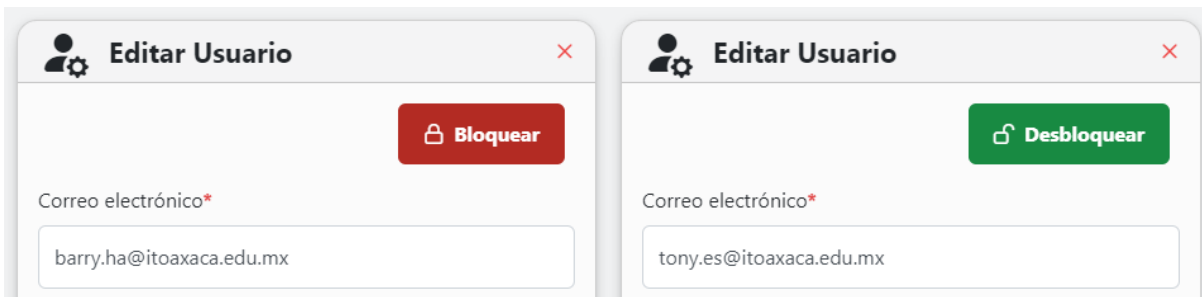 Editar Usuario
Bloquear
Correo electrónico*
barry.ha@itoaxaca.edu.mx
Editar Usuario
Desbloquear
Correo electrónico*
tony.es@itoaxaca.edu.mx